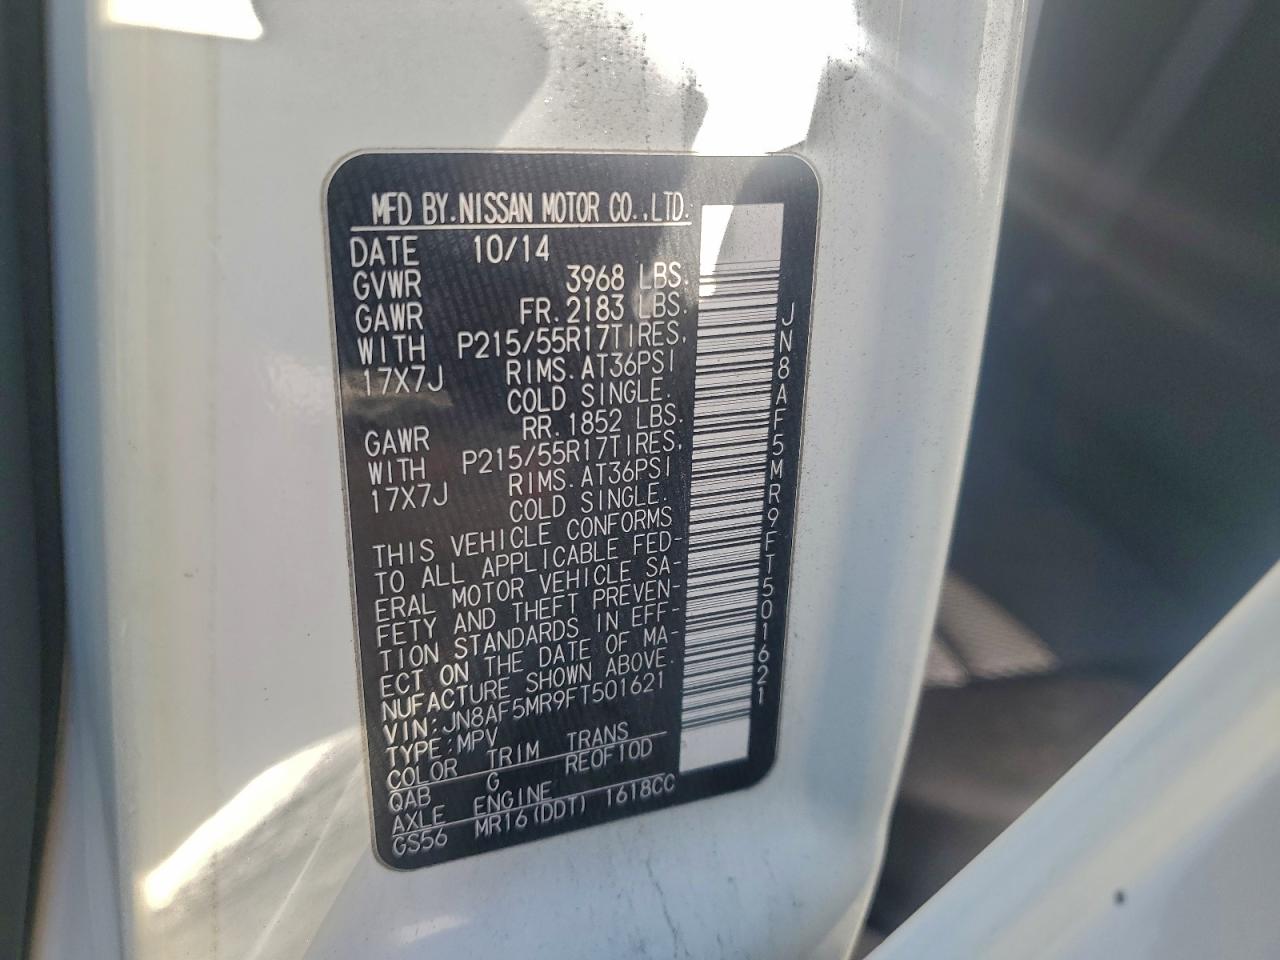 MFD BY.NISSAN MOTOR CO.,LTD.
DATE 10/14
GVWR 3968 LBS.
GAWR FR.2183 LBS.
WITH P215/55R17TIRES,
17X7J RIMS.AT36PSI
COLD SINGLE.
GAWR RR.1852 LBS.
WITH P215/55R17TIRES,
17X7J RIMS.AT36PSI
COLD SINGLE.
THIS VEHICLE CONFORMS
TO ALL APPLICABLE FED-
ERAL MOTOR VEHICLE SA-
FETY AND THEFT PREVEN-
TION STANDARDS IN EFF-
ECT ON THE DATE OF MA-
NUFACTURE SHOWN ABOVE.
VIN:JN8AF5MR9FT501621
TYPE:MPV
COLOR TRIM TRANS
QAB G RE0F10D
AXLE ENGINE
GS56 MR16(DDT) 1618CC
JN8AF5MR9FT501621